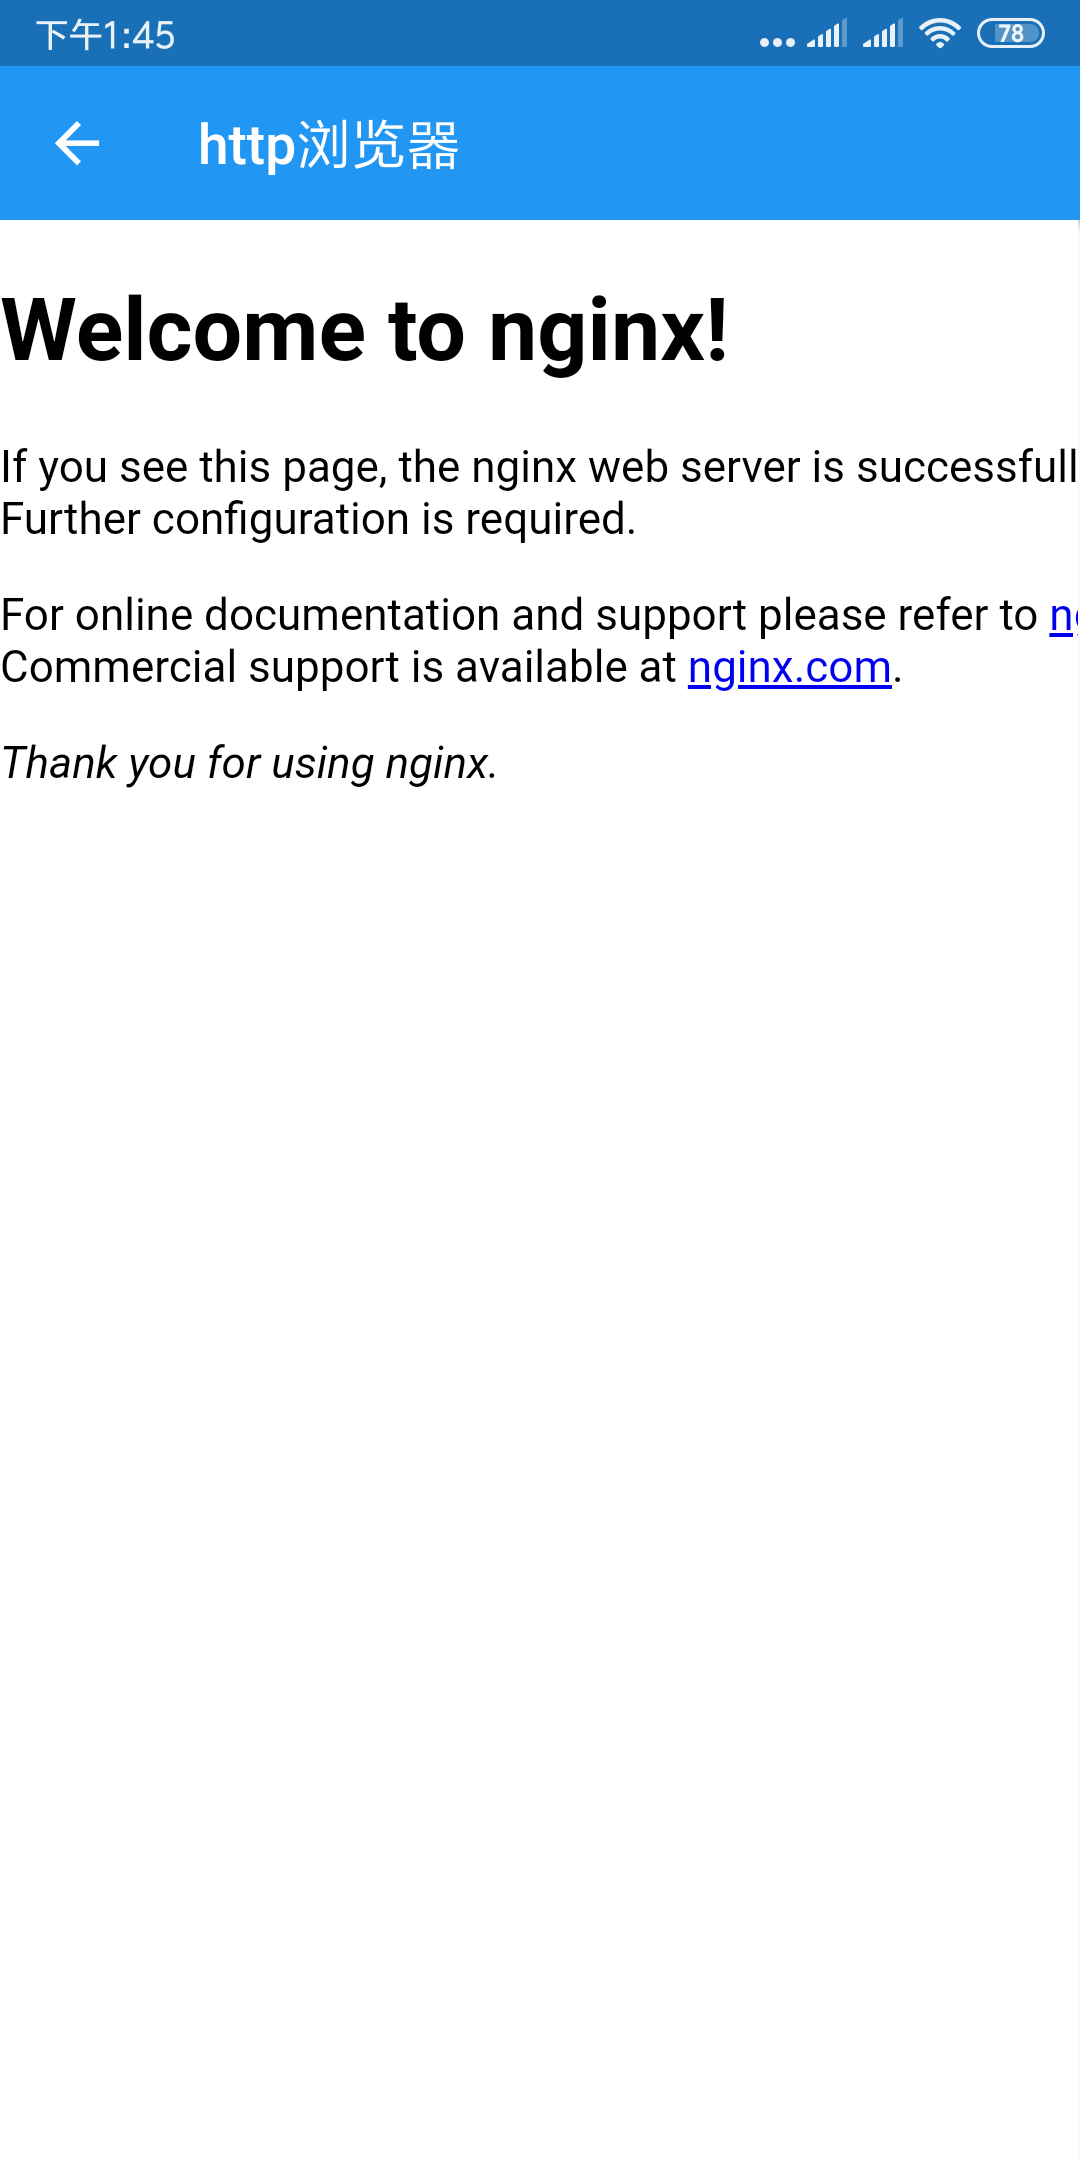 下午1:45
78
http浏览器
Welcome to nginx!
If you see this page, the nginx web server is successfull
Further configuration is required.
For online documentation and support please refer to n
Commercial support is available at nginx.com.
Thank you for using nginx.